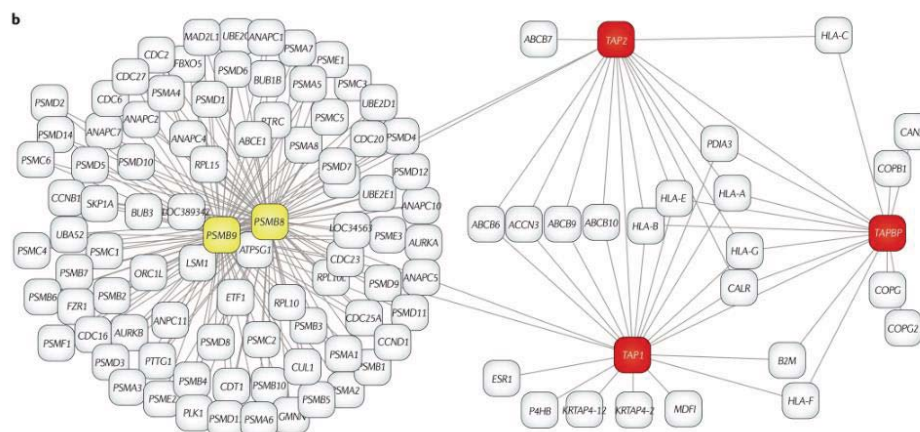 b
MAD2L1
UBE2C
ANAPC1
CDC2
FBXO5
PSMA7
PSME1
CDC27
PSMD6
BUB1B
PSMD2
CDC6
PSMA4
PSMD1
PSMA5
PSMC3
UBE2D1
PSMD14
ANAPC7
ANAPC2
ANAPC4
ABCE1
BTRC
PSMC5
CDC20
PSMD4
PSMC6
PSMD5
PSMD10
RPL15
PSMA8
PSMD7
PSMD12
CCNB1
SKP1A
BUB3
UBE2E1
ANAPC10
PSMB9
PSMB8
UBA52
LOC34563
PSME3
AURKA
PSMC4
PSMC1
LSM1
ATP5G1
CDC23
PSMB7
ORC1L
PSMD9
ANAPC5
PSMB6
FZR1
PSMB2
ETF1
RPL10
PSMD11
CDC25A
PSMF1
CDC16
AURKB
ANPC11
PSMD8
PSMC2
PSMB3
CCND1
PSMD3
PTTG1
PSMA1
PSMB1
PSMA3
PSME2
PSMB4
CDT1
PSMB10
CUL1
PSMA2
PLK1
PSMA6
GMNN
PSMB5
ABCB7
TAP2
HLA-C
PDIA3
CAN
COPB1
HLA-E
HLA-A
ABCB6
ACCN3
ABCB9
ABCB10
HLA-B
TAPBP
HLA-G
CALR
COPG
COPG2
TAP1
B2M
ESR1
HLA-F
P4HB
KRTAP4-12
KRTAP4-2
MDFI